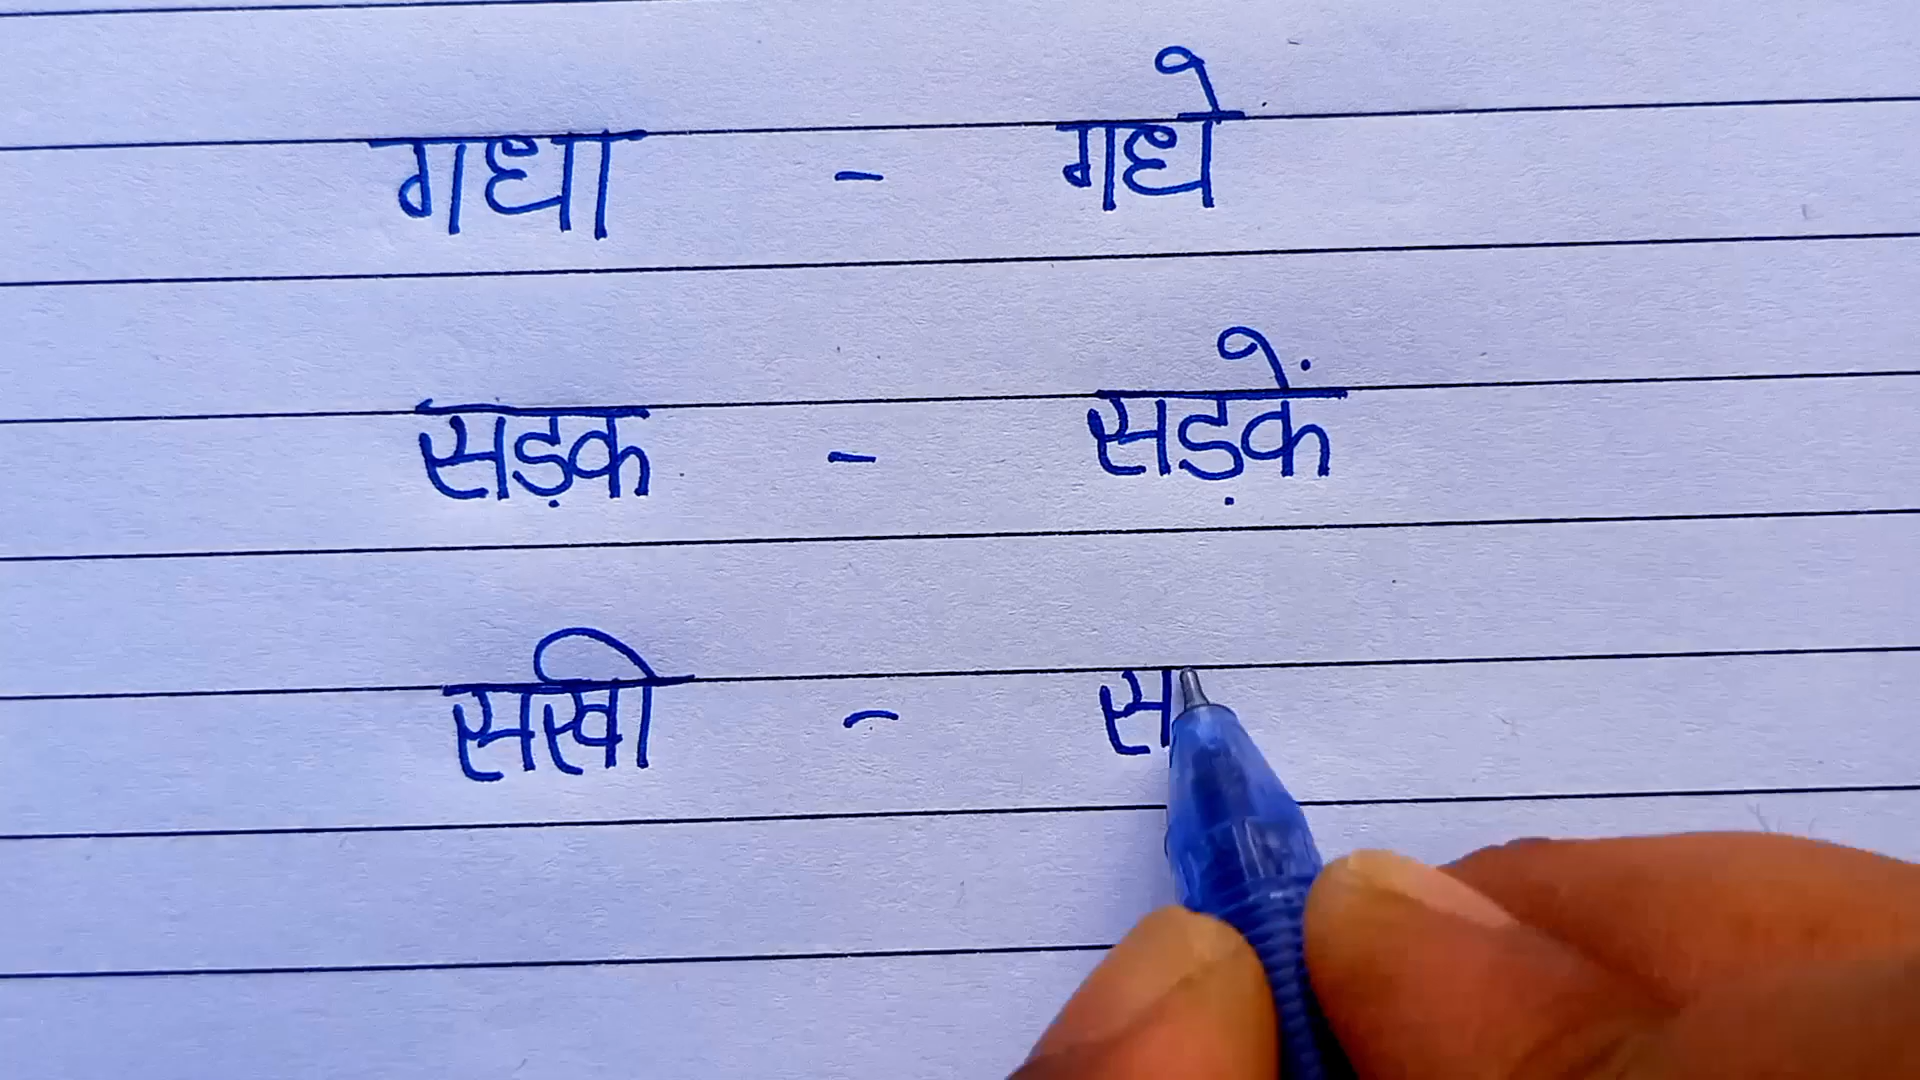 गधा - गधे
सड़क - सड़कें
सखी - स